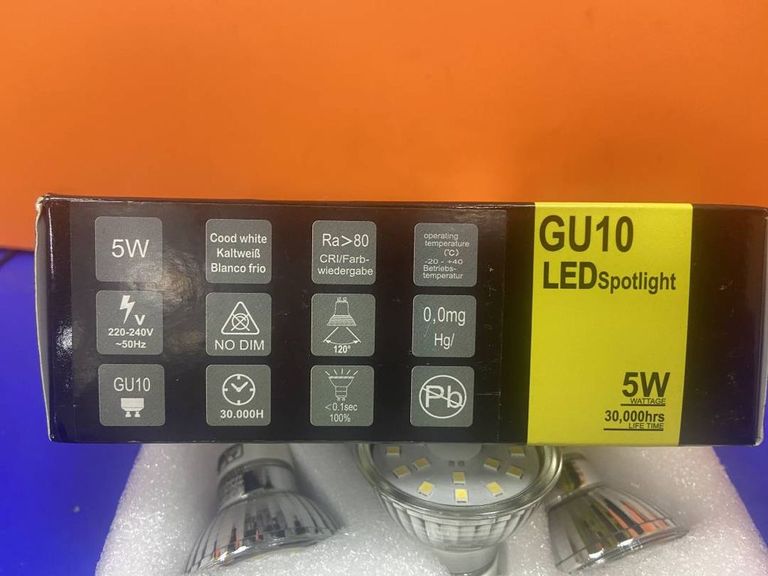 5W
Cood white
Kaltweiß
Blanco frio
Ra>80
CRI/Farb-
wiedergabe
operating
temperature
(℃)
-20 - +40
Betriebs-
temperatur
V
220-240V
~50Hz
NO DIM
120°
0,0mg
Hg/
GU10
30.000H
<0.1sec
100%
Pb
GU10
LED Spotlight
5W
WATTAGE
30,000hrs
LIFE TIME